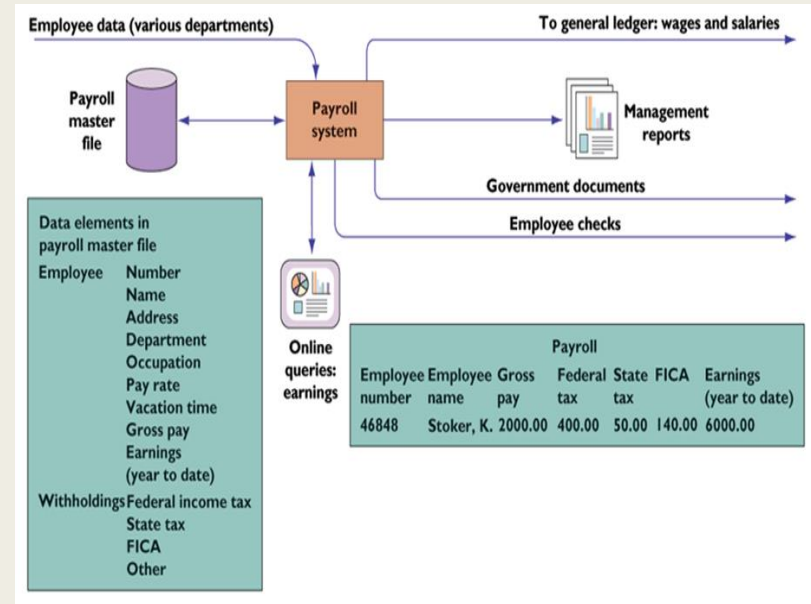 Employee data (various departments)
To general ledger: wages and salaries
Payroll
master
file
Payroll
system
Management
reports
Government documents
Employee checks
Data elements in
payroll master file
Employee Number
Name
Address
Department
Occupation
Pay rate
Vacation time
Gross pay
Earnings
(year to date)
Withholdings Federal income tax
State tax
FICA
Other
Online
queries:
earnings
Payroll
Employee Employee Gross Federal State FICA Earnings
number name pay tax tax (year to date)
46848 Stoker, K. 2000.00 400.00 50.00 140.00 6000.00